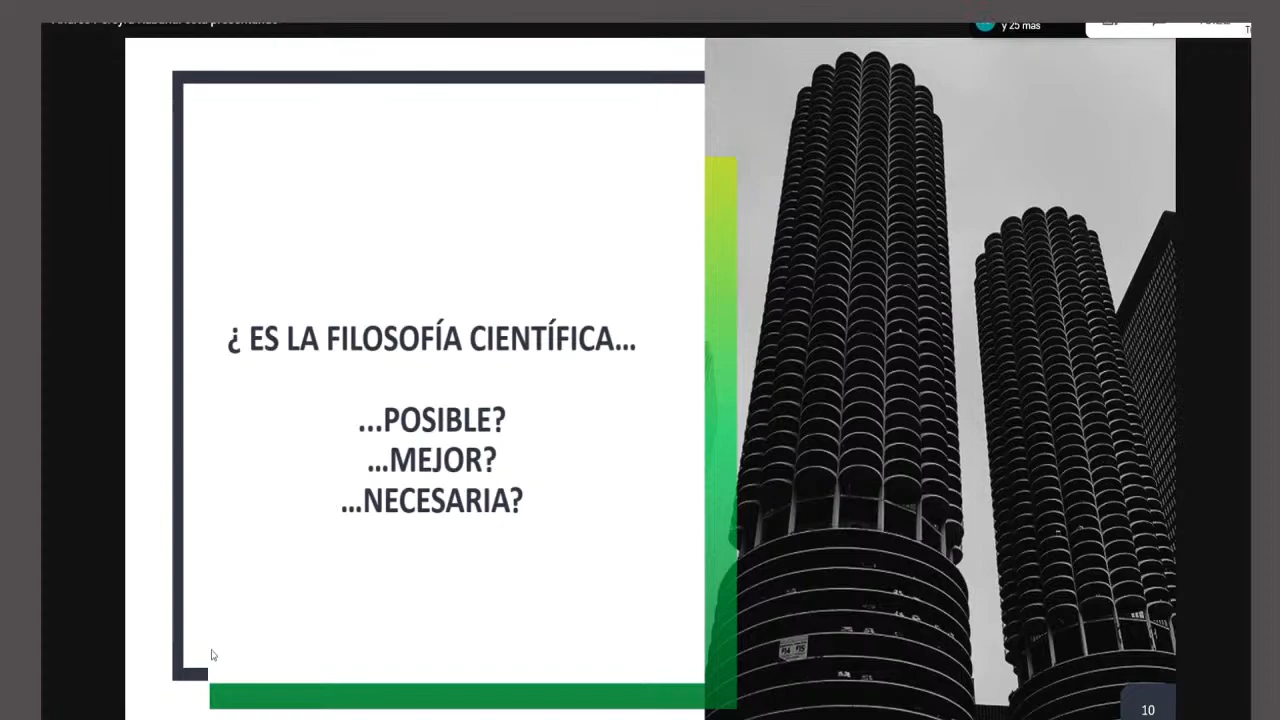 y 25 más
¿ ES LA FILOSOFÍA CIENTÍFICA...
...POSIBLE?
...MEJOR?
...NECESARIA?
10